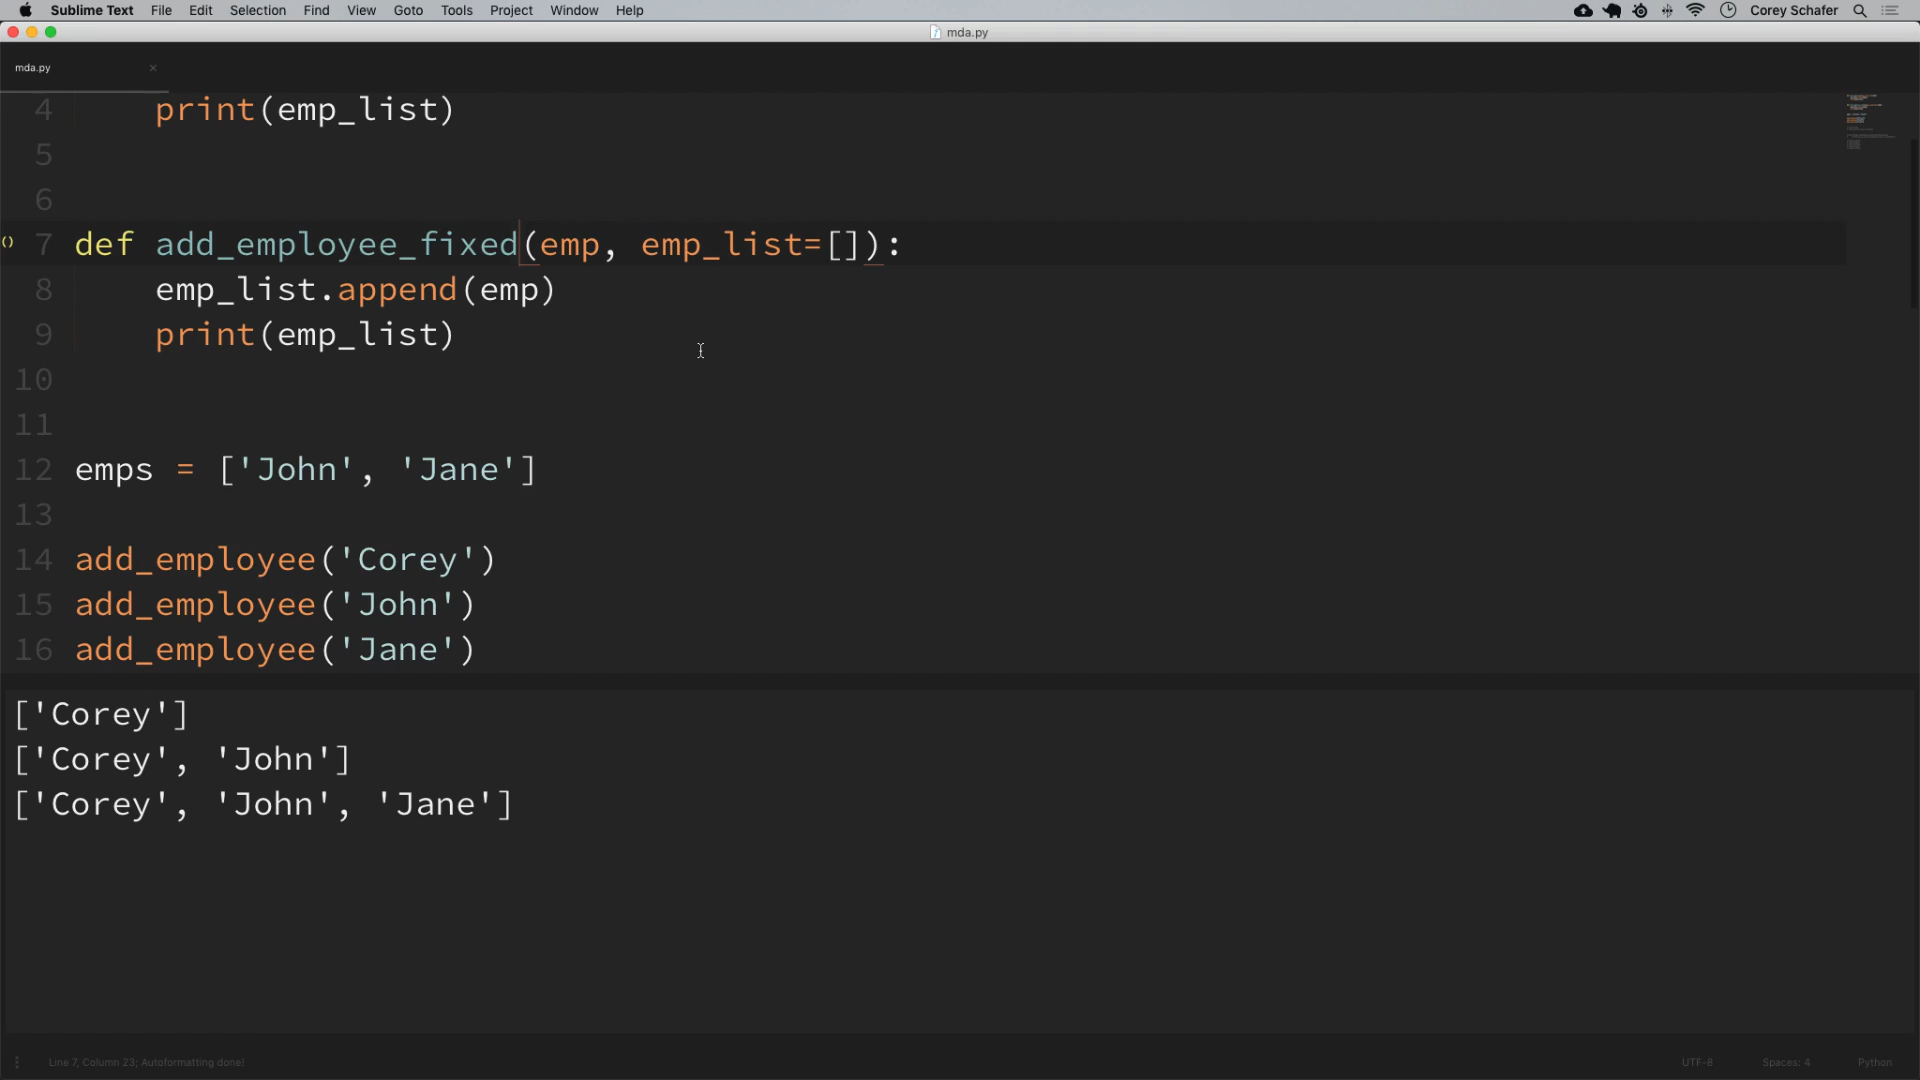 Sublime Text File Edit Selection Find View Goto Tools Project Window Help Corey Schafer
mda.py
mda.py ×
4 print(emp_list)
5
6
7 def add_employee_fixed(emp, emp_list=[]):
8 emp_list.append(emp)
9 print(emp_list)
10
11
12 emps = ['John', 'Jane']
13
14 add_employee('Corey')
15 add_employee('John')
16 add_employee('Jane')
['Corey']
['Corey', 'John']
['Corey', 'John', 'Jane']
Line 7, Column 23; Autoformatting done! UTF-8 Spaces: 4 Python